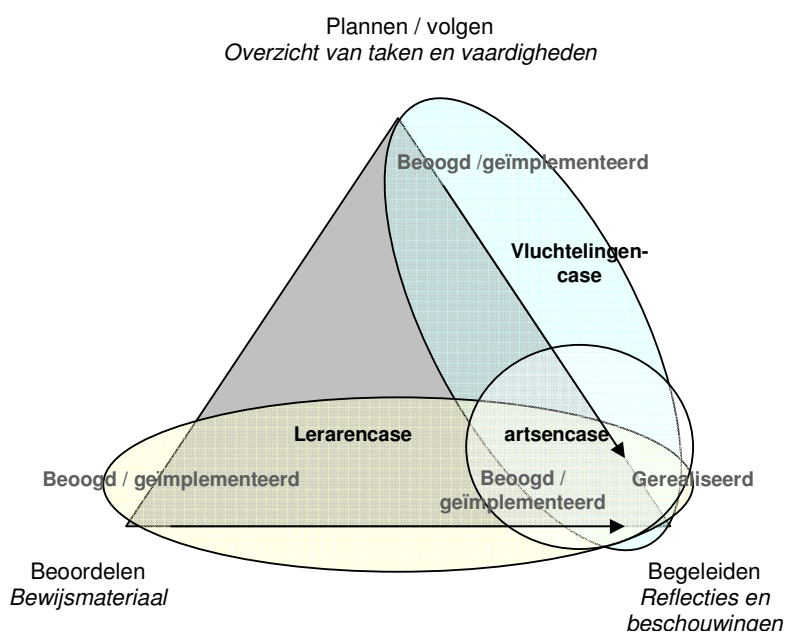 Plannen / volgen
Overzicht van taken en vaardigheden
Beoogd /geïmplementeerd
Vluchtelingen-
case
Lerarencase
artsencase
Beoogd / geïmplementeerd
Beoogd /
geïmplementeerd
Gerealiseerd
Beoordelen
Bewijsmateriaal
Begeleiden
Reflecties en
beschouwingen